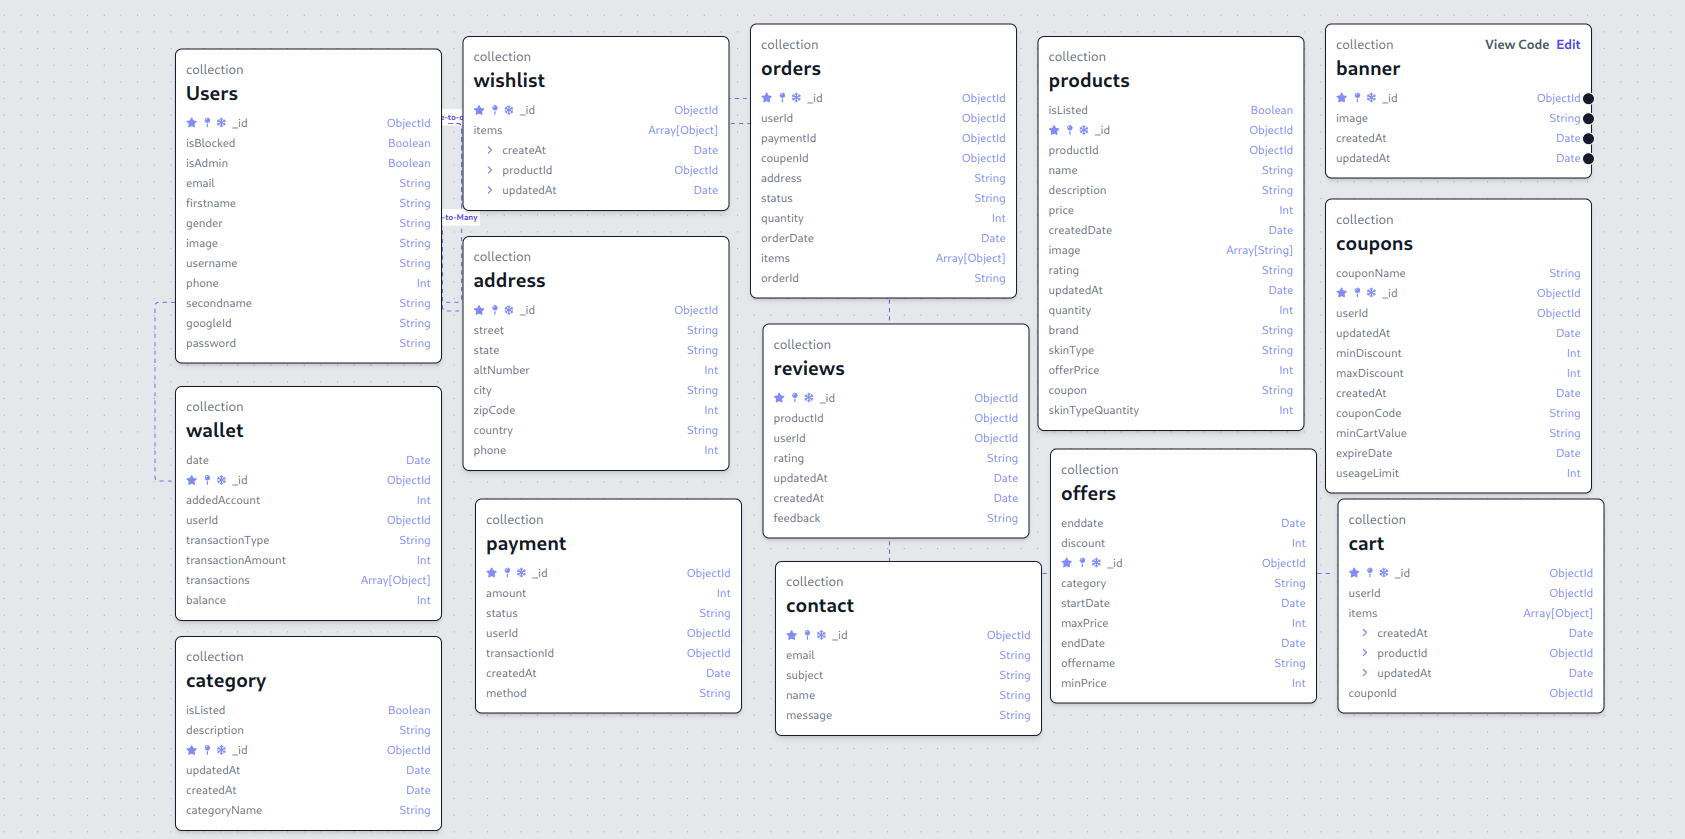 collection
Users
_id ObjectId
isBlocked Boolean
isAdmin Boolean
email String
firstname String
gender String
image String
username String
phone Int
secondname String
googleId String
password String
collection
wallet
date Date
_id ObjectId
addedAccount Int
userId ObjectId
transactionType String
transactionAmount Int
transactions Array[Object]
balance Int
collection
category
isListed Boolean
description String
_id ObjectId
updatedAt Date
createdAt Date
categoryName String
-to-Many
collection
wishlist
_id ObjectId
items Array[Object]
createAt Date
productId ObjectId
updatedAt Date
collection
address
_id ObjectId
street String
state String
altNumber Int
city String
zipCode Int
country String
phone Int
collection
payment
_id ObjectId
amount Int
status String
userId ObjectId
transactionId ObjectId
createdAt Date
method String
collection
orders
_id ObjectId
userId ObjectId
paymentId ObjectId
coupenId ObjectId
address String
status String
quantity Int
orderDate Date
items Array[Object]
orderId String
collection
reviews
_id ObjectId
productId ObjectId
userId ObjectId
rating String
updatedAt Date
createdAt Date
feedback String
collection
contact
_id ObjectId
email String
subject String
name String
message String
collection
products
isListed Boolean
_id ObjectId
productId ObjectId
name String
description String
price Int
createdDate Date
image Array[String]
rating String
updatedAt Date
quantity Int
brand String
skinType String
offerPrice Int
coupon String
skinTypeQuantity Int
collection
offers
enddate Date
discount Int
_id ObjectId
category String
startDate Date
maxPrice Int
endDate Date
offername String
minPrice Int
collection View Code Edit
banner
_id ObjectId
image String
createdAt Date
updatedAt Date
collection
coupons
couponName String
_id ObjectId
userId ObjectId
updatedAt Date
minDiscount Int
maxDiscount Int
createdAt Date
couponCode String
minCartValue String
expireDate Date
useageLimit Int
collection
cart
_id ObjectId
userId ObjectId
items Array[Object]
createdAt Date
productId ObjectId
updatedAt Date
couponId ObjectId